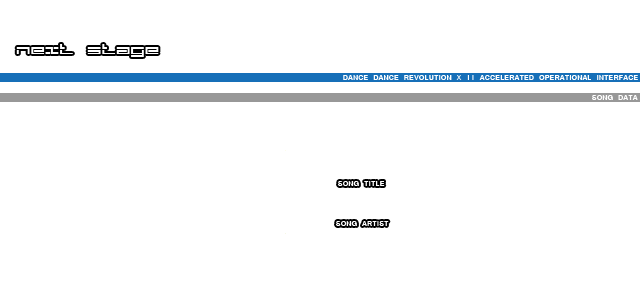 next stage
DANCE DANCE REVOLUTION X II ACCELERATED OPERATIONAL INTERFACE
SONG DATA
SONG TITLE
SONG ARTIST